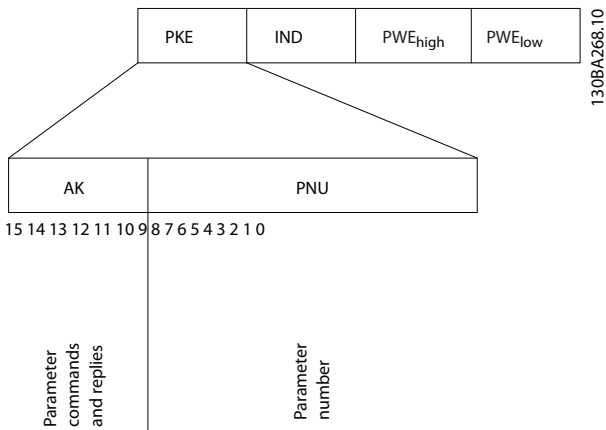 PKE IND PWEhigh PWElow
130BA268.10
AK PNU
15 14 13 12 11 10 9 8 7 6 5 4 3 2 1 0
Parameter
commands
and replies
Parameter
number